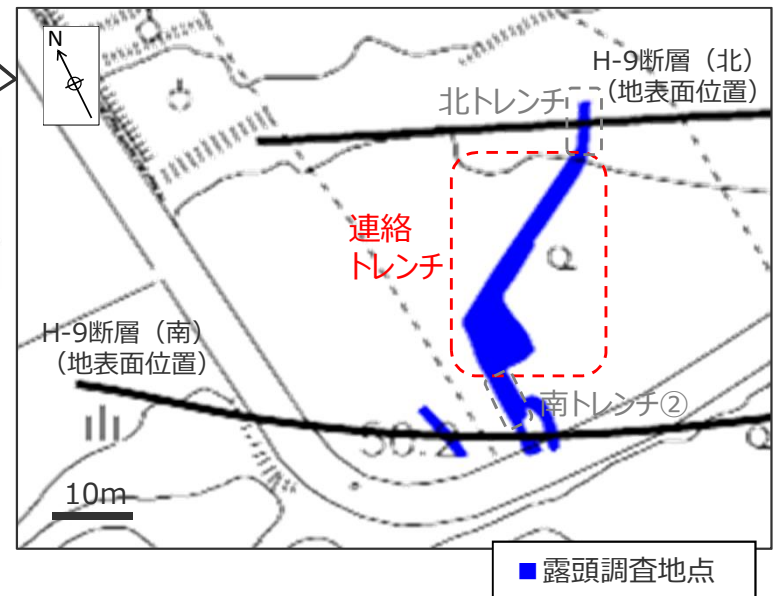 N
H-9断層（北）
（地表面位置）
北トレンチ
連絡
トレンチ
H-9断層（南）
（地表面位置）
南トレンチ②
50.2
10m
■露頭調査地点